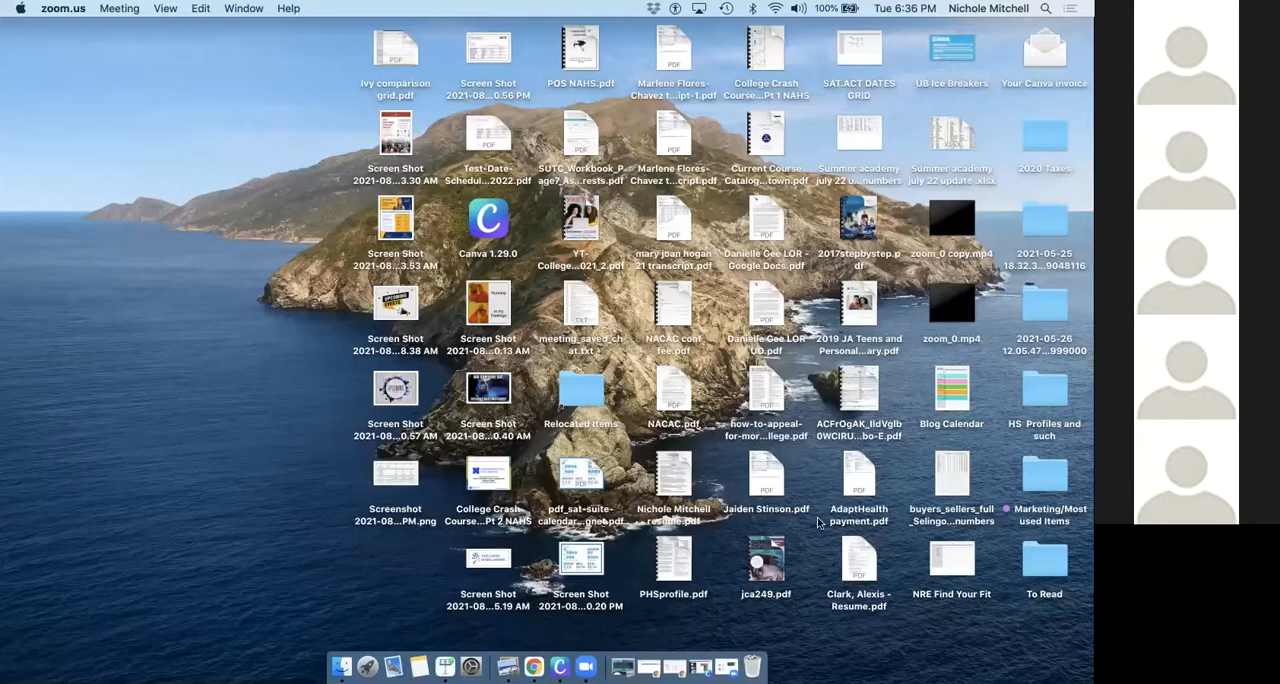 zoom.us Meeting View Edit Window Help 100% Tue 6:36 PM Nichole Mitchell
Ivy comparison grid.pdf
Screen Shot 2021-08...0.56 PM
POS NAHS.pdf
Marlene Flores-Chavez t...ipt-1.pdf
College Crash Course...Pt 1 NAHS
SAT.ACT DATES GRID
UB Ice Breakers
Your Canva invoice
Screen Shot 2021-08...3.30 AM
Test-Date-Schedul...2022.pdf
SUTC_Workbook_Page7_As...rests.pdf
Marlene Flores-Chavez t...cript.pdf
Current Course Catalog...town.pdf
Summer academy july 22 u...numbers
Summer academy july 22 update .xlsx
2020 Taxes
Screen Shot 2021-08...3.53 AM
Canva 1.29.0
YT-College...021_2.pdf
mary joan hogan 21 transcript.pdf
Danielle Gee LOR - Google Docs.pdf
2017stepbystep.pdf
zoom_0 copy.mp4
2021-05-25 18.32.3...9048116
Screen Shot 2021-08...8.38 AM
Screen Shot 2021-08...0.13 AM
meeting_saved_chat.txt
NACAC conf fee.pdf
Danielle Gee LOR UD.pdf
2019 JA Teens and Personal...ary.pdf
zoom_0.mp4
2021-05-26 12.05.47...999000
Screen Shot 2021-08...0.57 AM
Screen Shot 2021-08...0.40 AM
Relocated Items
NACAC.pdf
how-to-appeal-for-mor...llege.pdf
Blog Calendar
HS Profiles and such
Screenshot 2021-08...PM.png
College Crash Course...Pt 2 NAHS
pdf_sat-suite-calendar...gnet.pdf
Nichole Mitchell resume.pdf
Jaiden Stinson.pdf
AdaptHealth payment.pdf
buyers_sellers_full_Selingo...numbers
Marketing/Most used Items
Screen Shot 2021-08...5.19 AM
Screen Shot 2021-08...0.20 PM
PHSprofile.pdf
jca249.pdf
Clark, Alexis - Resume.pdf
NRE Find Your Fit
To Read